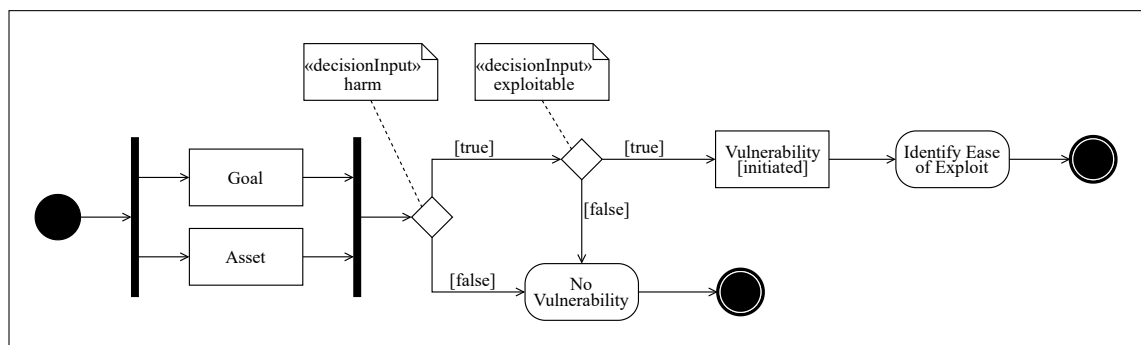 «decisionInput»
harm
«decisionInput»
exploitable
[true]
[true]
Goal
Vulnerability
[initiated]
Identify Ease
of Exploit
[false]
Asset
[false]
No
Vulnerability